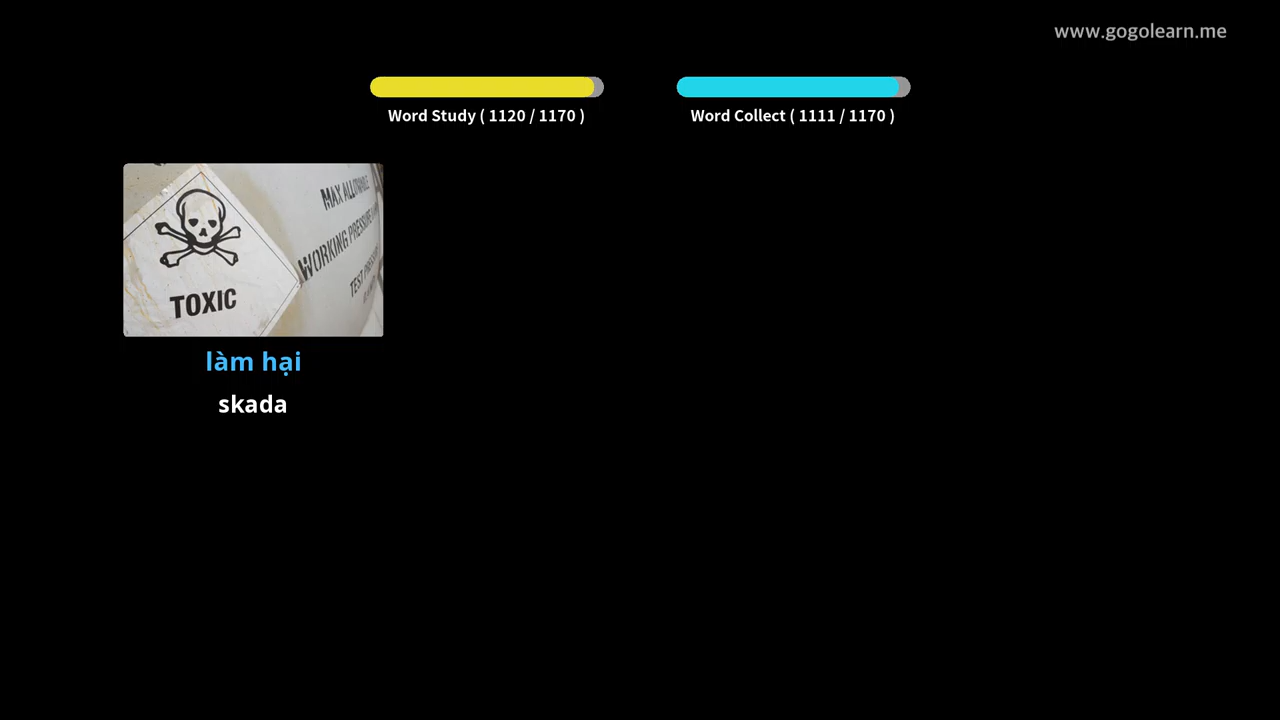 www.gogolearn.me
Word Study ( 1120 / 1170 )
Word Collect ( 1111 / 1170 )
MAX ALLOWABLE
WORKING PRESSURE
TEST
TOXIC
làm hại
skada